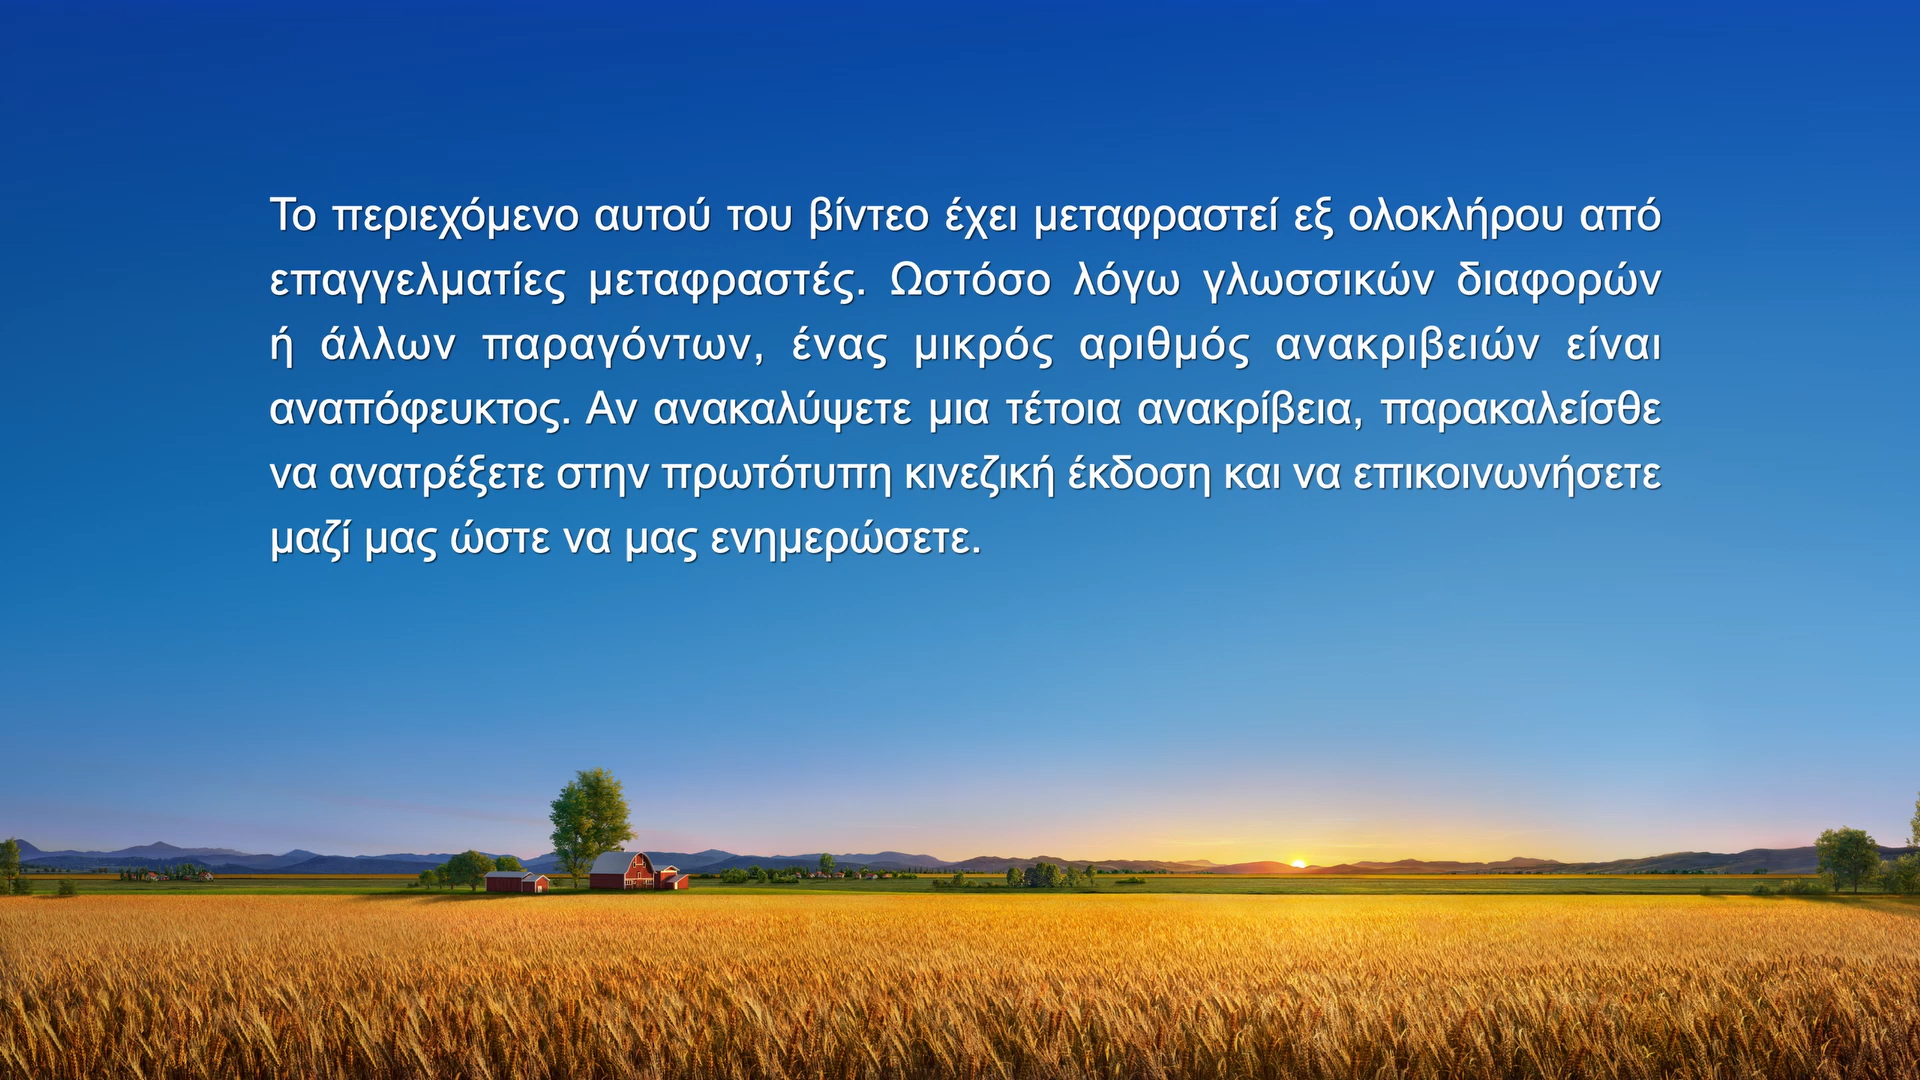 Το περιεχόμενο αυτού του βίντεο έχει μεταφραστεί εξ ολοκλήρου από
επαγγελματίες μεταφραστές. Ωστόσο λόγω γλωσσικών διαφορών
ή άλλων παραγόντων, ένας μικρός αριθμός ανακριβειών είναι
αναπόφευκτος. Αν ανακαλύψετε μια τέτοια ανακρίβεια, παρακαλείσθε
να ανατρέξετε στην πρωτότυπη κινεζική έκδοση και να επικοινωνήσετε
μαζί μας ώστε να μας ενημερώσετε.